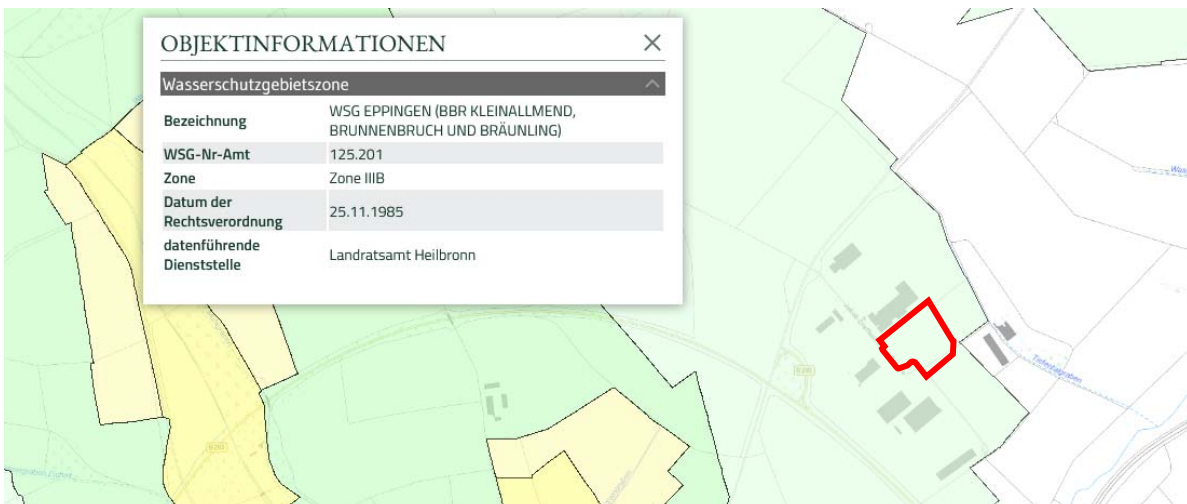 OBJEKTINFORMATIONEN
Wasserschutzgebietszone
Bezeichnung WSG EPPINGEN (BBR KLEINALLMEND,
BRUNNENBRUCH UND BRÄUNLING)
WSG-Nr-Amt 125.201
Zone Zone IIIB
Datum der
Rechtsverordnung 25.11.1985
datenführende
Dienststelle Landratsamt Heilbronn